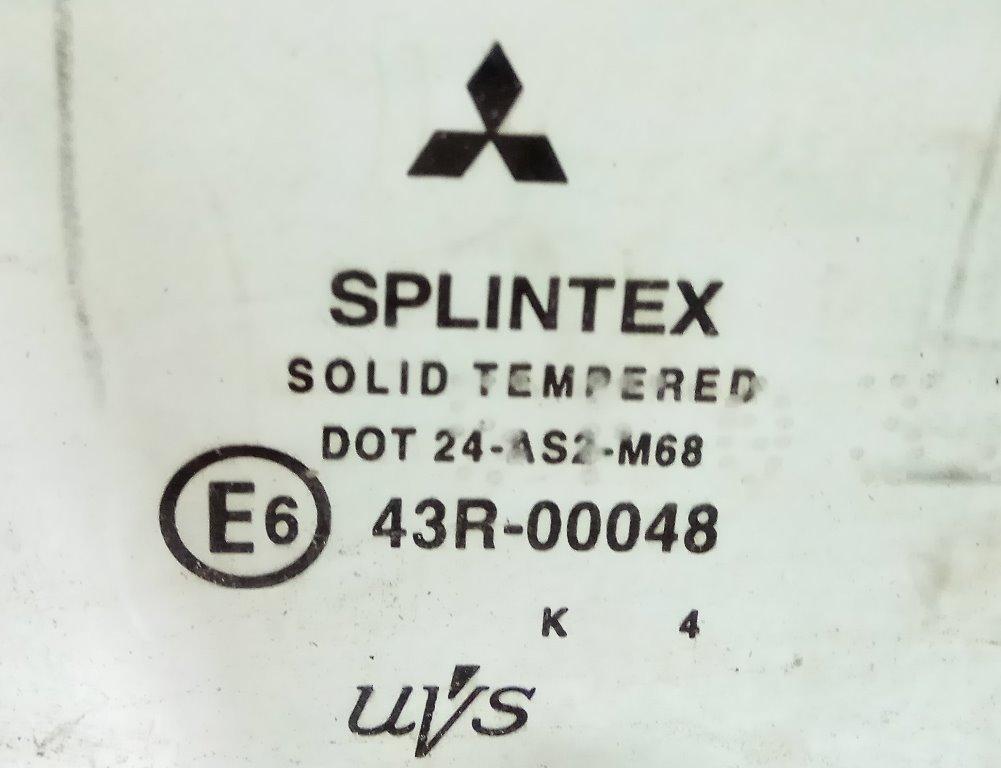 SPLINTEX
SOLID TEMPERED
DOT 24-AS2-M68
E6 43R-00048
K 4
uvs